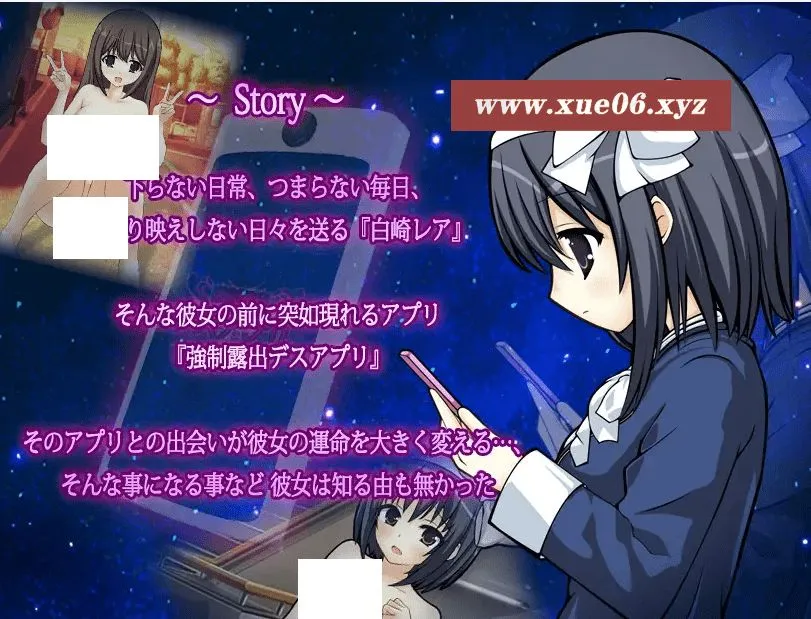 ～ Story ～
www.xue06.xyz
下らない日常、つまらない毎日、
り映えしない日々を送る『白崎レア』
そんな彼女の前に突如現れるアプリ
『強制露出デスアプリ』
そのアプリとの出会いが彼女の運命を大きく変える…、
そんな事になる事など 彼女は知る由も無かった